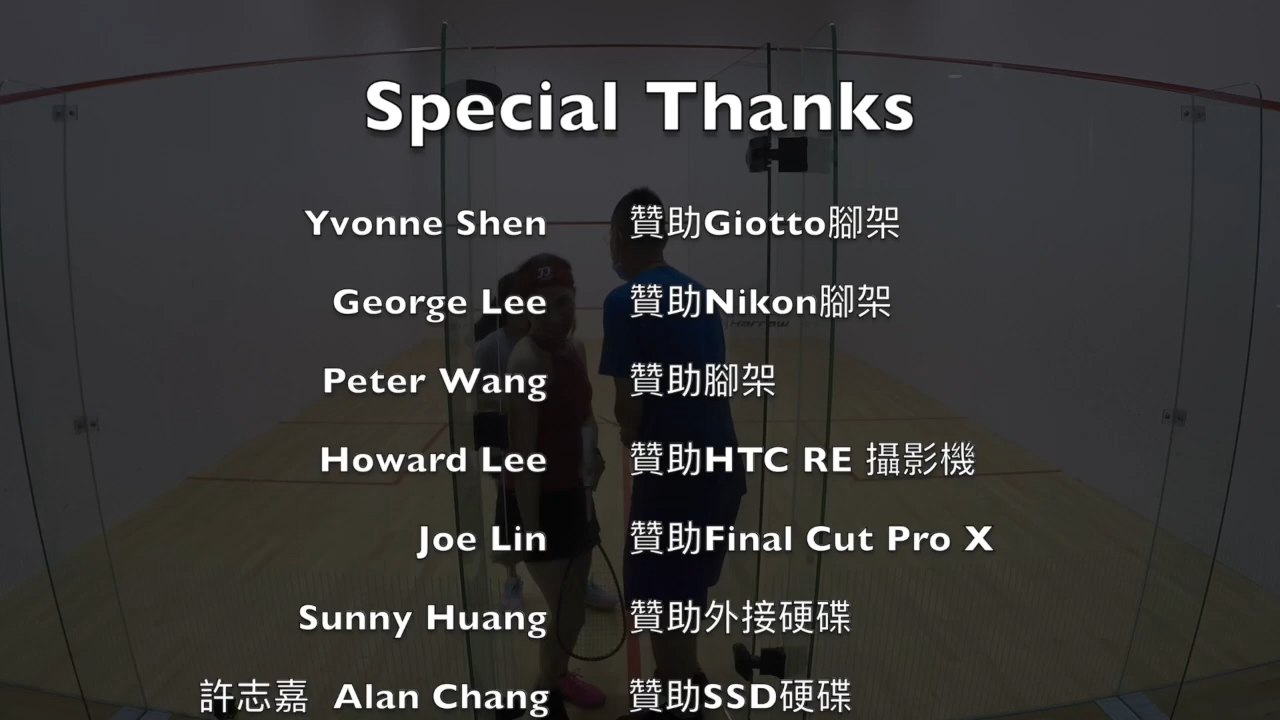 Special Thanks
Yvonne Shen 贊助Giotto腳架
George Lee 贊助Nikon腳架
Peter Wang 贊助腳架
Howard Lee 贊助HTC RE 攝影機
Joe Lin 贊助Final Cut Pro X
Sunny Huang 贊助外接硬碟
許志嘉 Alan Chang 贊助SSD硬碟